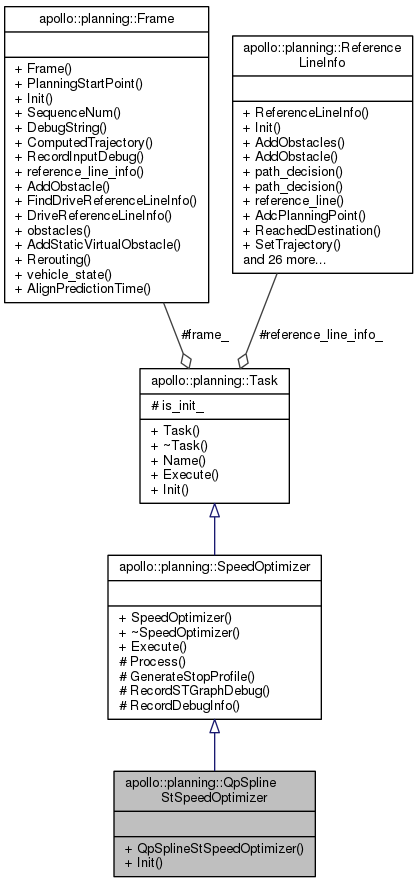 apollo::planning::Frame
+ Frame()
+ PlanningStartPoint()
+ Init()
+ SequenceNum()
+ DebugString()
+ ComputedTrajectory()
+ RecordInputDebug()
+ reference_line_info()
+ AddObstacle()
+ FindDriveReferenceLineInfo()
+ DriveReferenceLineInfo()
+ obstacles()
+ AddStaticVirtualObstacle()
+ Rerouting()
+ vehicle_state()
+ AlignPredictionTime()
apollo::planning::Reference
LineInfo
+ ReferenceLineInfo()
+ Init()
+ AddObstacles()
+ AddObstacle()
+ path_decision()
+ path_decision()
+ reference_line()
+ AdcPlanningPoint()
+ ReachedDestination()
+ SetTrajectory()
and 26 more...
#frame_
#reference_line_info_
apollo::planning::Task
# is_init_
+ Task()
+ ~Task()
+ Name()
+ Execute()
+ Init()
apollo::planning::SpeedOptimizer
+ SpeedOptimizer()
+ ~SpeedOptimizer()
+ Execute()
# Process()
# GenerateStopProfile()
# RecordSTGraphDebug()
# RecordDebugInfo()
apollo::planning::QpSpline
StSpeedOptimizer
+ QpSplineStSpeedOptimizer()
+ Init()